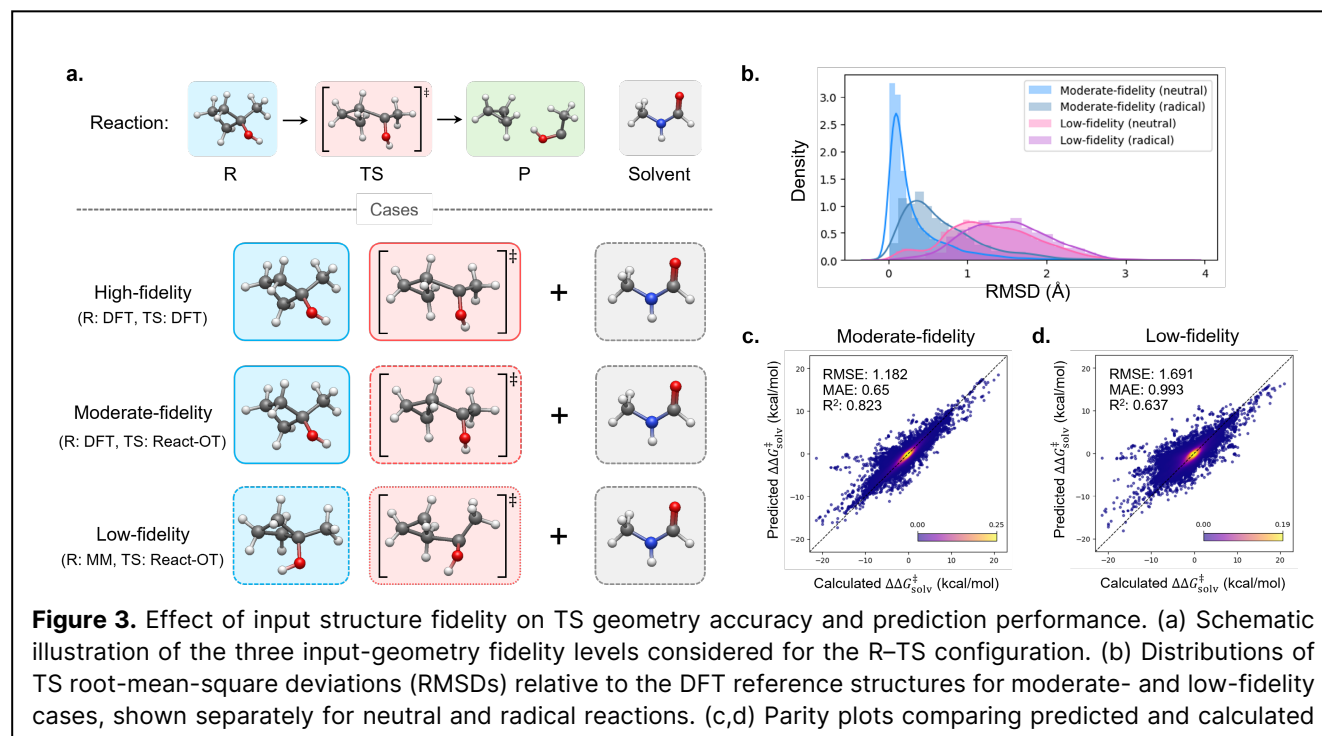 a.
Reaction:
R
TS
P
Solvent
‡
Cases
High-fidelity
(R: DFT, TS: DFT)
‡
+
Moderate-fidelity
(R: DFT, TS: React-OT)
‡
+
Low-fidelity
(R: MM, TS: React-OT)
‡
+
b.
Density
3.0
2.5
2.0
1.5
1.0
0.5
0.0
0
1
2
3
4
RMSD (Å)
Moderate-fidelity (neutral)
Moderate-fidelity (radical)
Low-fidelity (neutral)
Low-fidelity (radical)
c.
Moderate-fidelity
RMSE: 1.182
MAE: 0.65
R²: 0.823
Predicted ΔΔG‡solv (kcal/mol)
20
10
0
−10
−20
0.00
0.25
−20
−10
0
10
20
Calculated ΔΔG‡solv (kcal/mol)
d.
Low-fidelity
RMSE: 1.691
MAE: 0.993
R²: 0.637
Predicted ΔΔG‡solv (kcal/mol)
20
10
0
−10
−20
0.00
0.19
−20
−10
0
10
20
Calculated ΔΔG‡solv (kcal/mol)
Figure 3. Effect of input structure fidelity on TS geometry accuracy and prediction performance. (a) Schematic
illustration of the three input-geometry fidelity levels considered for the R–TS configuration. (b) Distributions of
TS root-mean-square deviations (RMSDs) relative to the DFT reference structures for moderate- and low-fidelity
cases, shown separately for neutral and radical reactions. (c,d) Parity plots comparing predicted and calculated